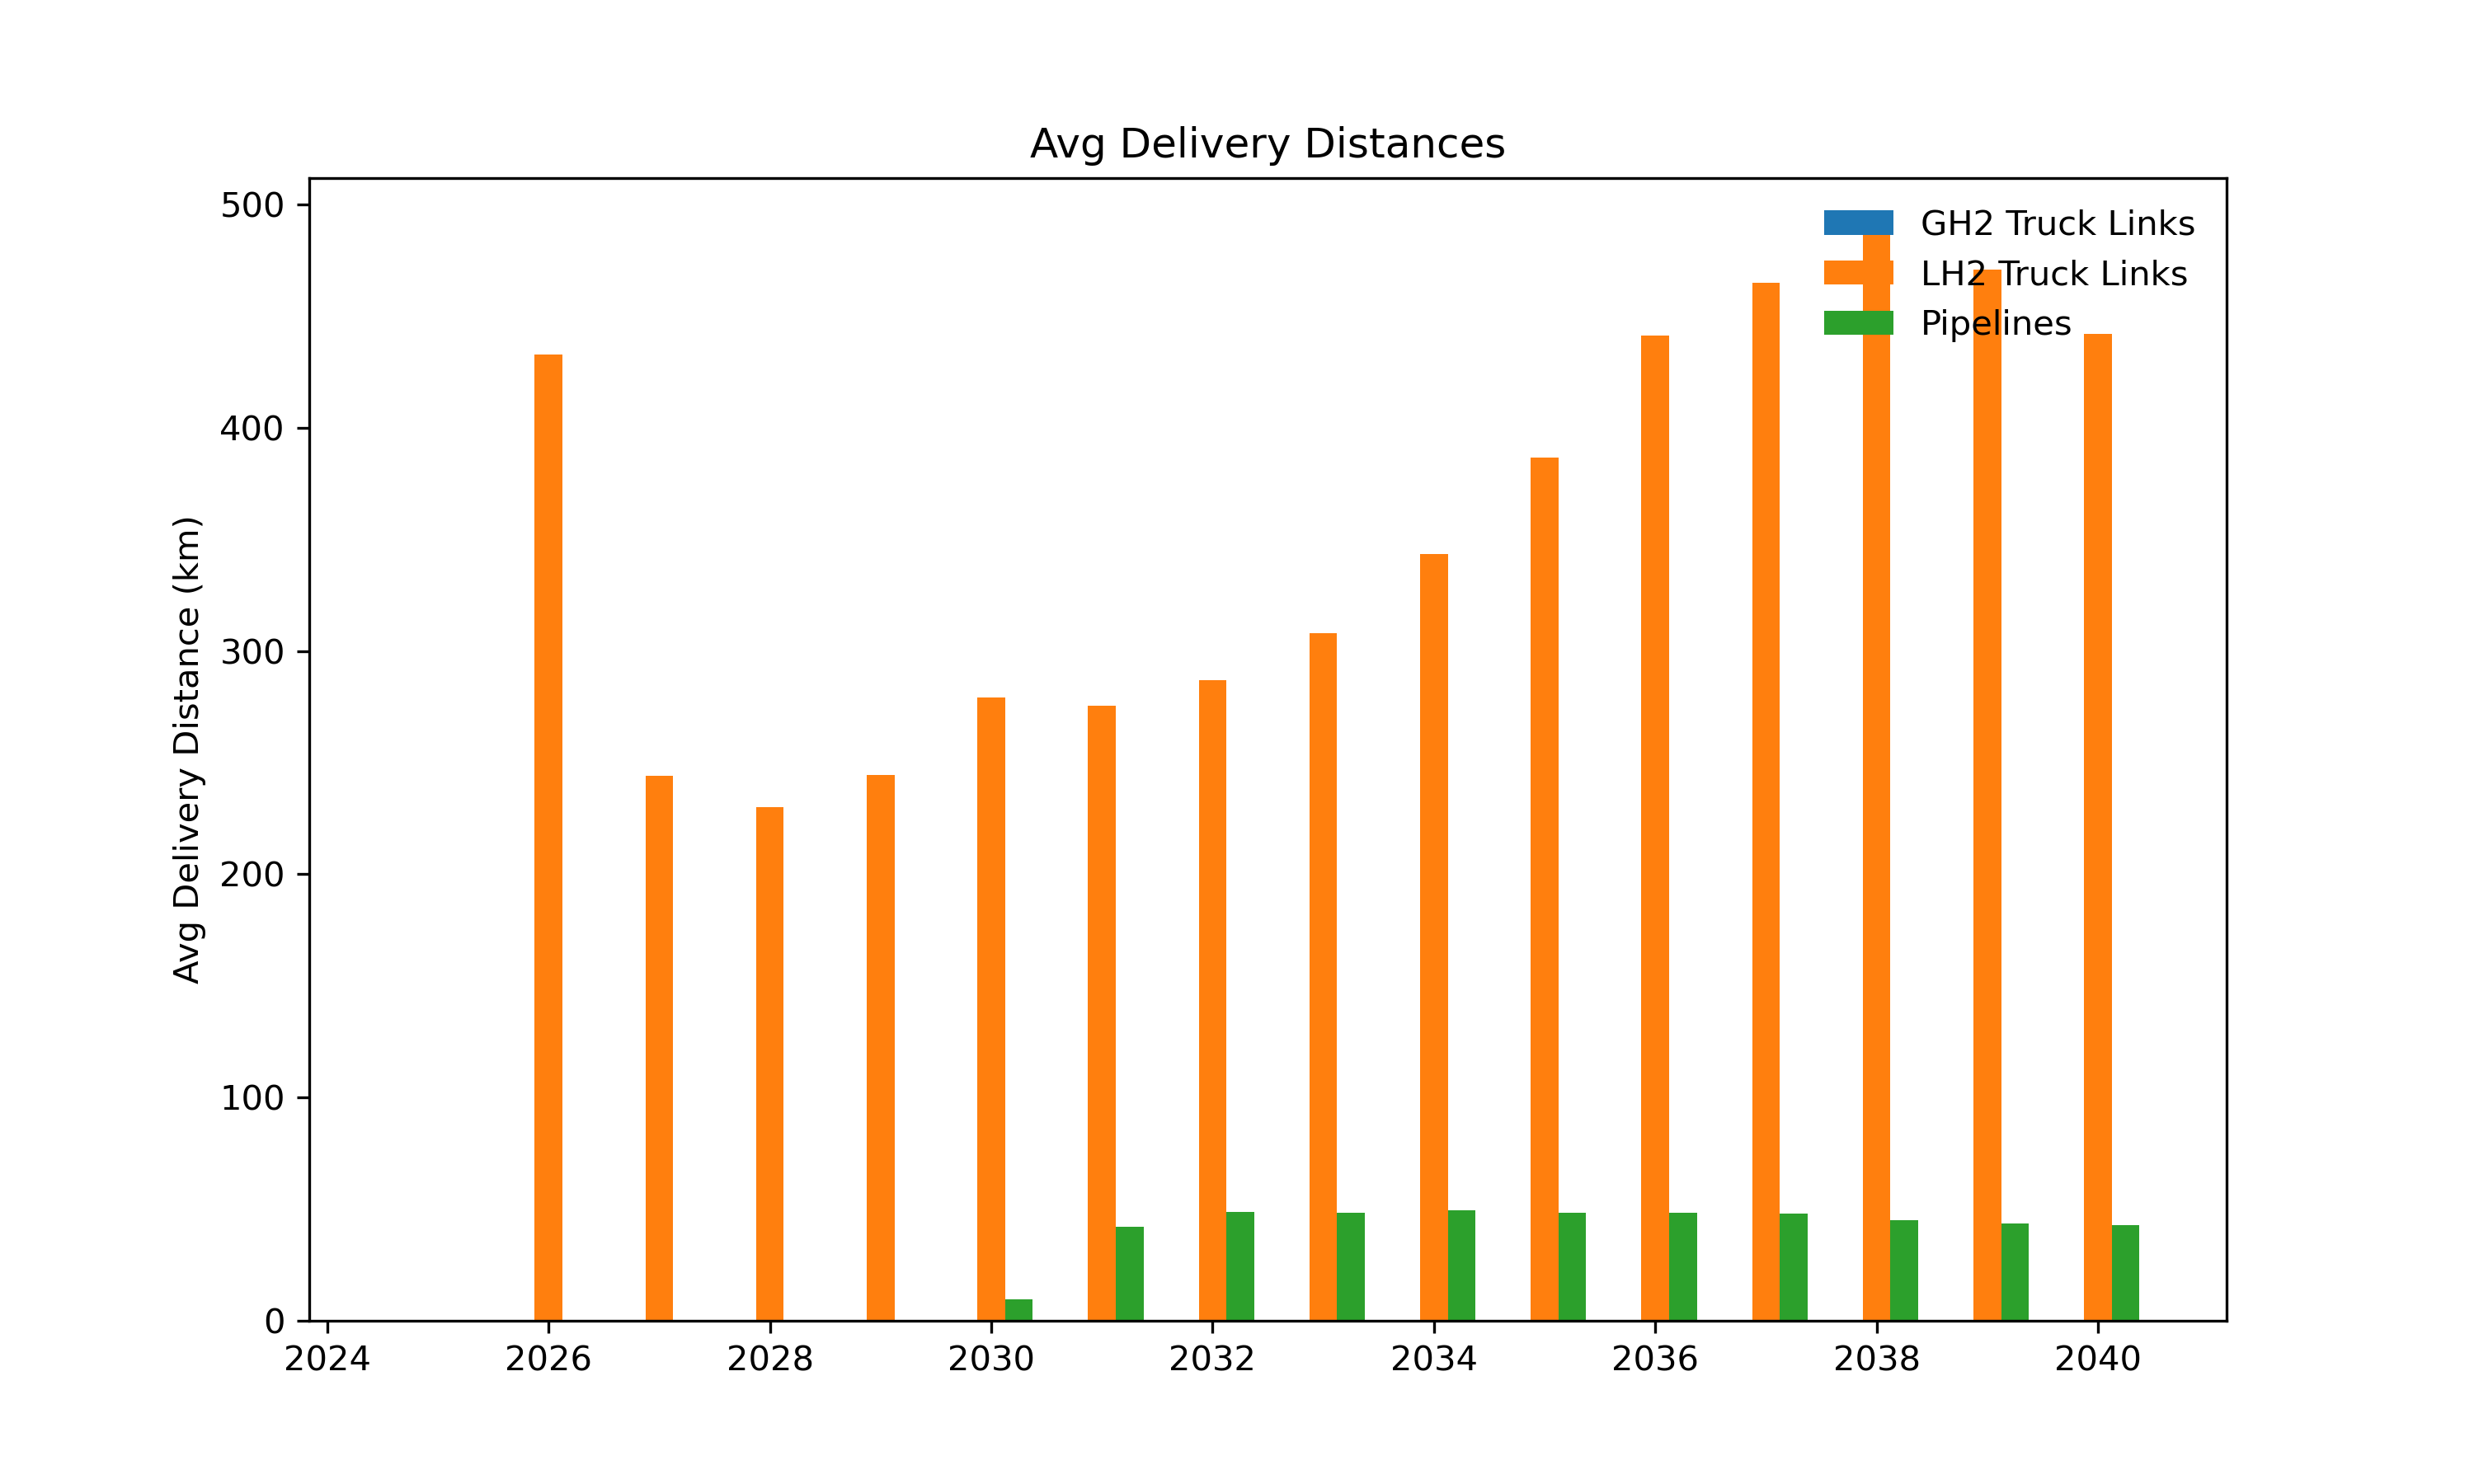 Avg Delivery Distances
Avg Delivery Distance (km)
500
400
300
200
100
0
GH2 Truck Links
LH2 Truck Links
Pipelines
2024 2026 2028 2030 2032 2034 2036 2038 2040